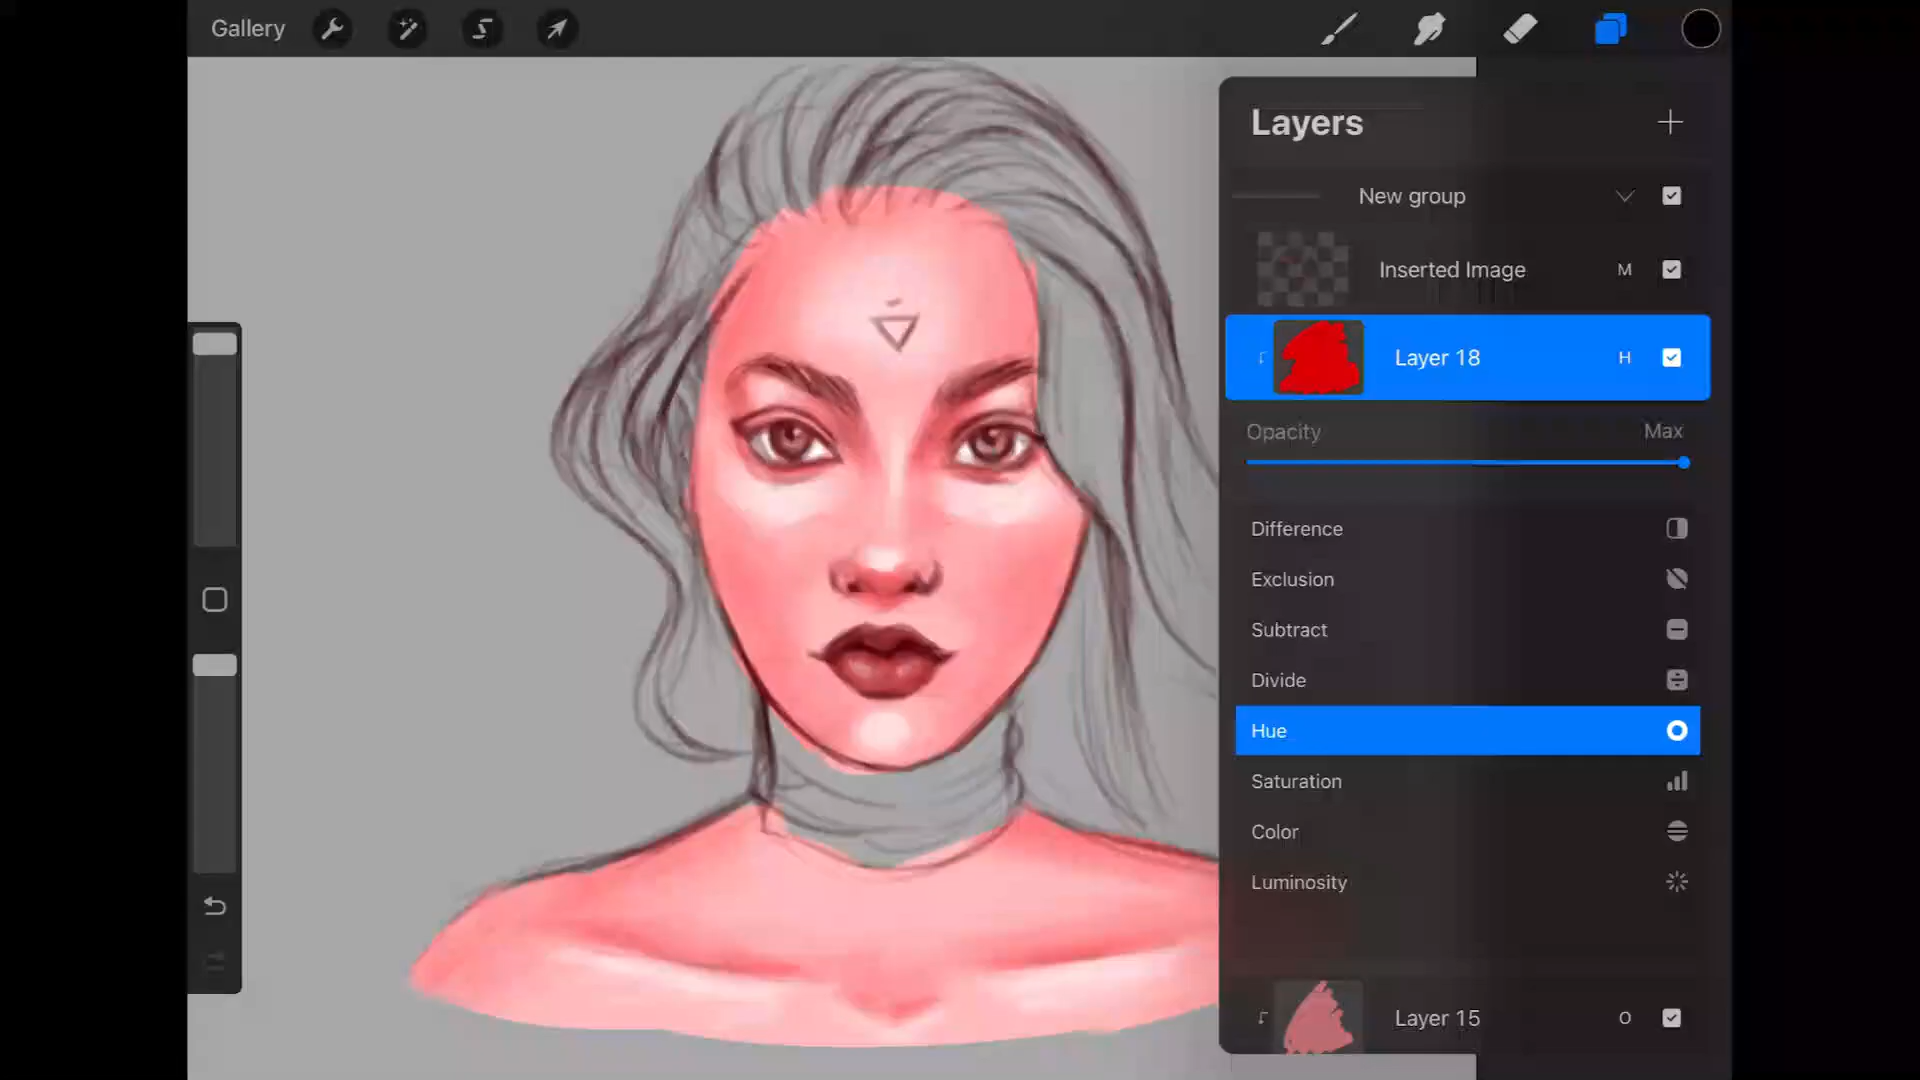 Gallery
Layers
New group
Inserted Image M
Layer 18 H
Opacity Max
Difference
Exclusion
Subtract
Divide
Hue
Saturation
Color
Luminosity
Layer 15 O